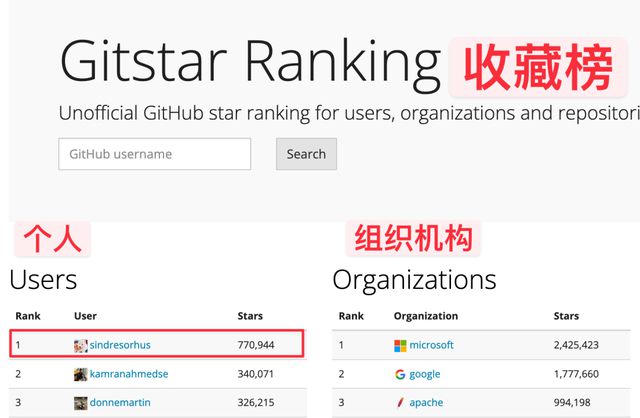 Gitstar Ranking 收藏榜
Unofficial GitHub star ranking for users, organizations and repositori
GitHub username Search
个人 组织机构
Users Organizations
Rank User Stars Rank Organization Stars
1 sindresorhus 770,944 1 microsoft 2,425,423
2 kamranahmedse 340,071 2 google 1,777,660
3 donnemartin 326,215 3 apache 994,198